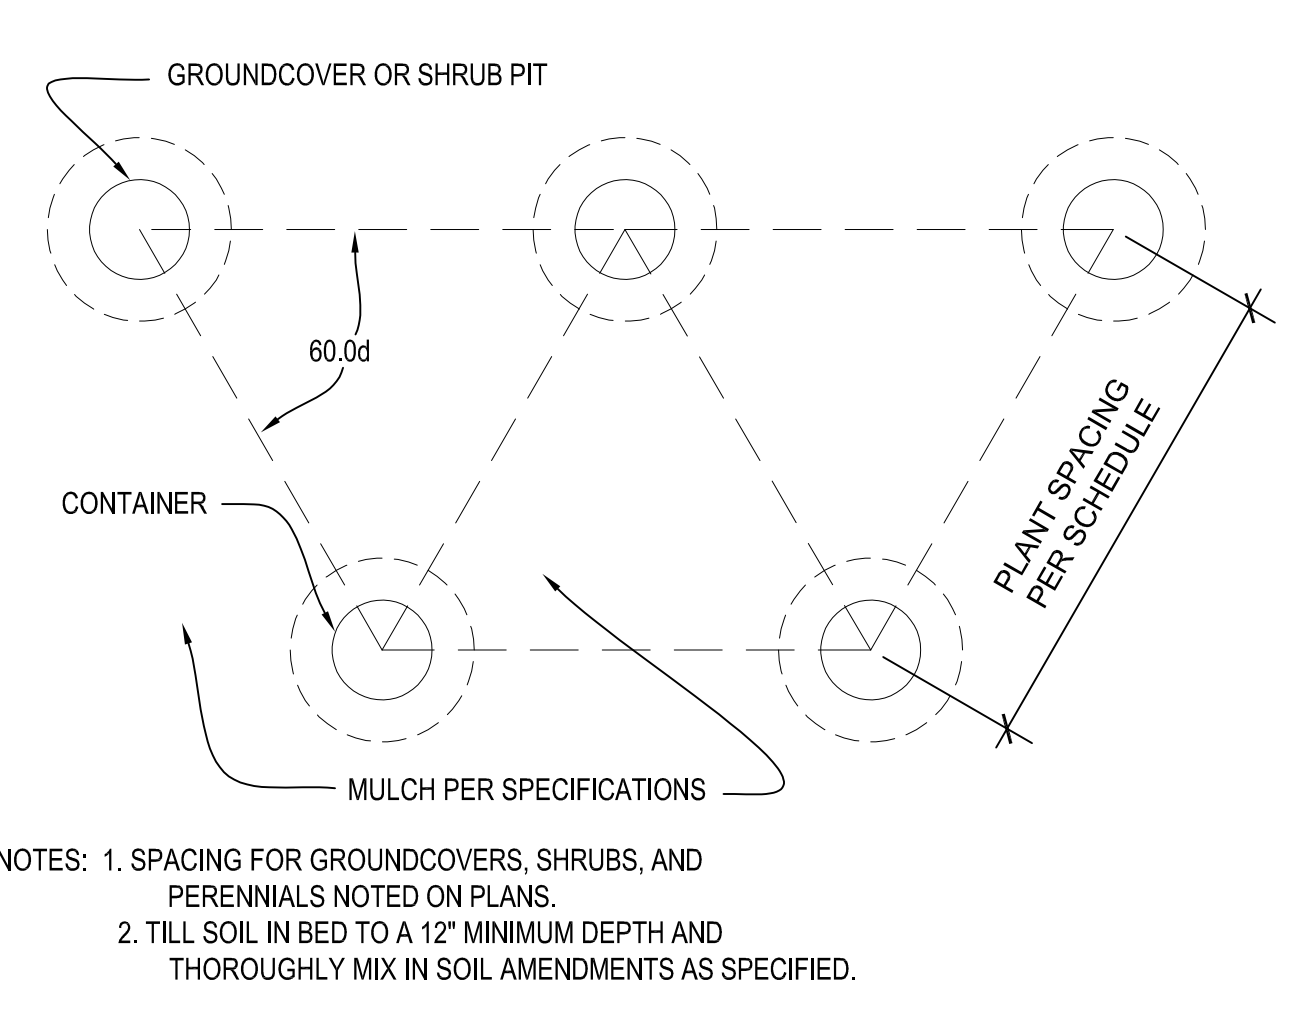 GROUNDCOVER OR SHRUB PIT
60.0d
CONTAINER
PLANT SPACING
PER SCHEDULE
MULCH PER SPECIFICATIONS
NOTES: 1. SPACING FOR GROUNDCOVERS, SHRUBS, AND
PERENNIALS NOTED ON PLANS.
2. TILL SOIL IN BED TO A 12" MINIMUM DEPTH AND
THOROUGHLY MIX IN SOIL AMENDMENTS AS SPECIFIED.